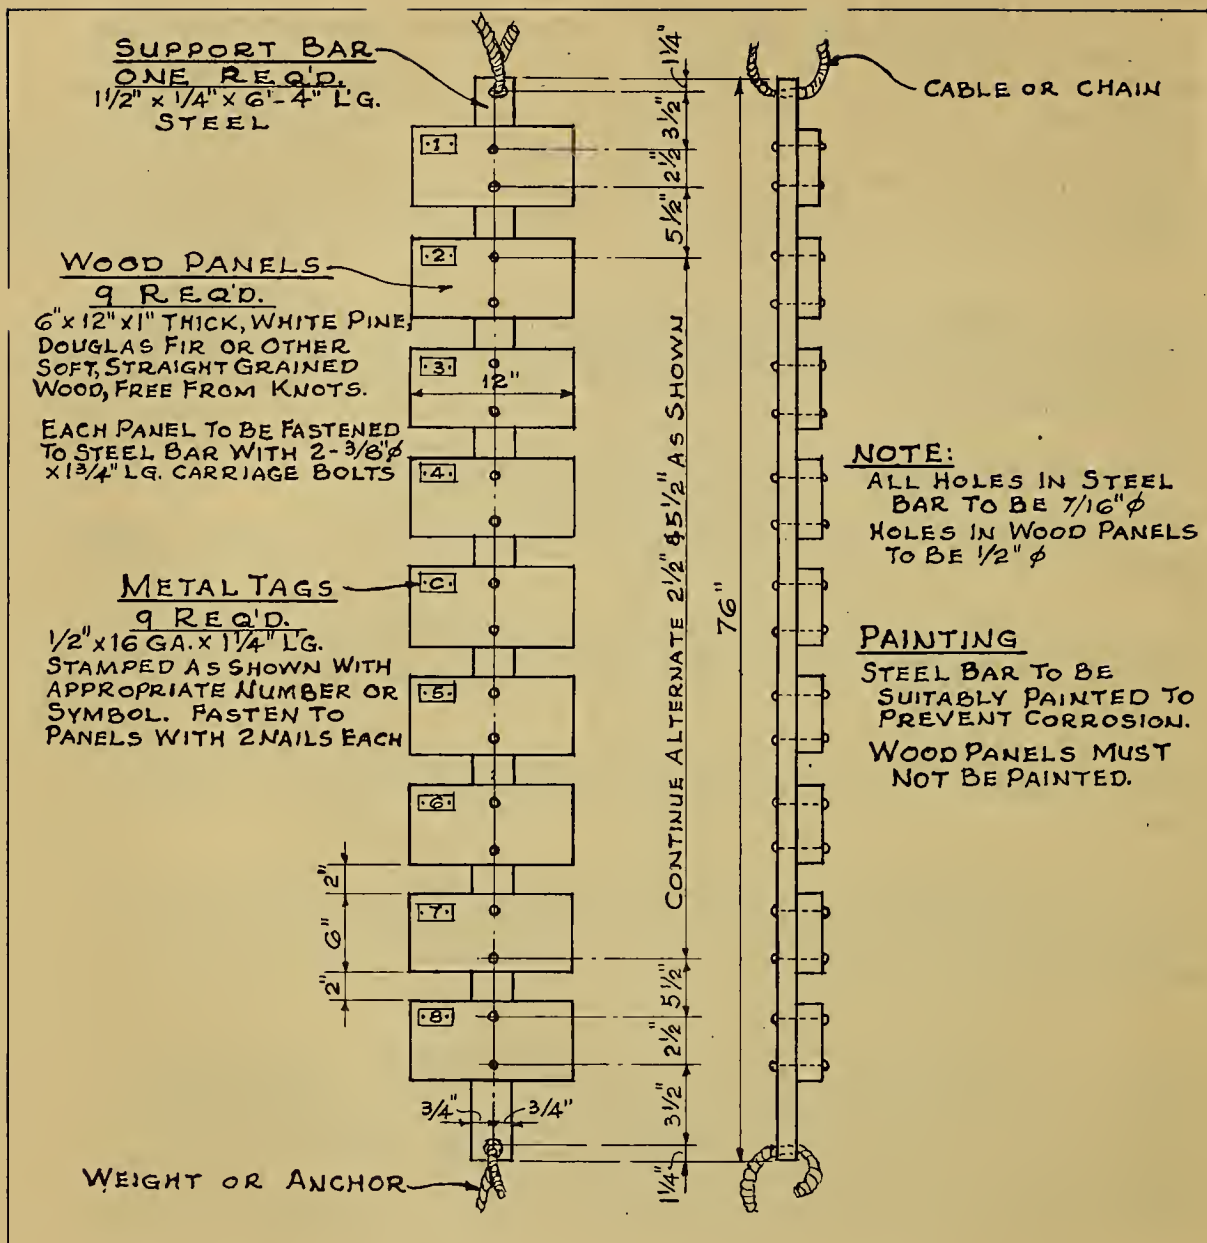 SUPPORT BAR
ONE REQ'D.
1 1/2" x 1/4" x 6'-4" L'G.
STEEL
WOOD PANELS
9 REQ'D.
6" x 12" x 1" THICK, WHITE PINE,
DOUGLAS FIR OR OTHER
SOFT, STRAIGHT GRAINED
WOOD, FREE FROM KNOTS.
EACH PANEL TO BE FASTENED
TO STEEL BAR WITH 2-3/8"ϕ
x 1 3/4" LG. CARRIAGE BOLTS
METAL TAGS
9 REQ'D.
1/2" x 16 GA. x 1 1/4" L'G.
STAMPED AS SHOWN WITH
APPROPRIATE NUMBER OR
SYMBOL. FASTEN TO
PANELS WITH 2 NAILS EACH
2"
6"
2"
WEIGHT OR ANCHOR
·1·
·2·
·3·
12"
·4·
·C·
·5·
·6·
·7·
·8·
3/4"
3/4"
1 1/4"
3 1/2"
2 1/2"
5 1/2"
CONTINUE ALTERNATE 2 1/2" & 5 1/2" AS SHOWN
5 1/2"
2 1/2"
3 1/2"
1 1/4"
76"
CABLE OR CHAIN
NOTE:
ALL HOLES IN STEEL
BAR TO BE 7/16"ϕ
HOLES IN WOOD PANELS
TO BE 1/2" ϕ
PAINTING
STEEL BAR TO BE
SUITABLY PAINTED TO
PREVENT CORROSION.
WOOD PANELS MUST
NOT BE PAINTED.